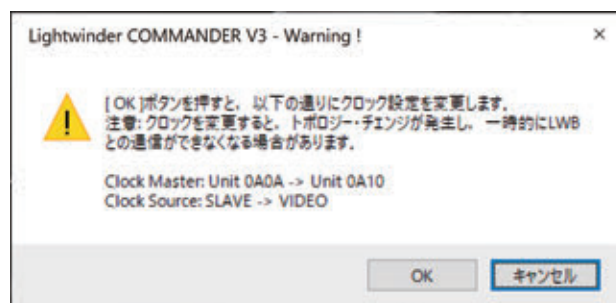 Lightwinder COMMANDER V3 - Warning !
[ OK ]ボタンを押すと、以下の通りにクロック設定を変更します。
注意: クロックを変更すると、トポロジー・チェンジが発生し、一時的にLWB
との通信ができなくなる場合があります。
Clock Master: Unit 0A0A -> Unit 0A10
Clock Source: SLAVE -> VIDEO
OK
キャンセル